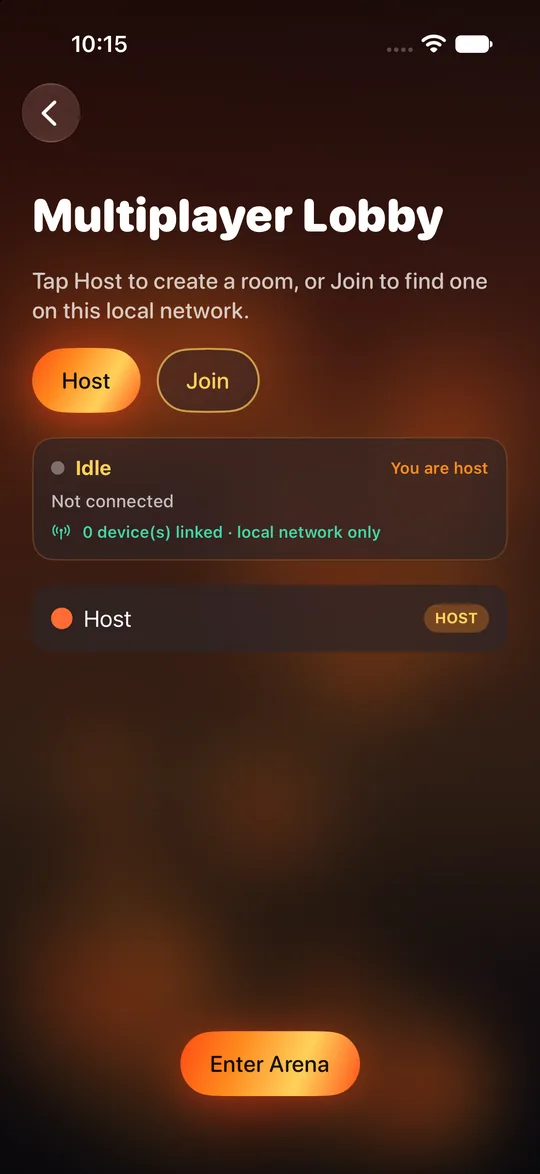 10:15
Multiplayer Lobby
Tap Host to create a room, or Join to find one
on this local network.
Host
Join
Idle
You are host
Not connected
0 device(s) linked · local network only
Host
HOST
Enter Arena